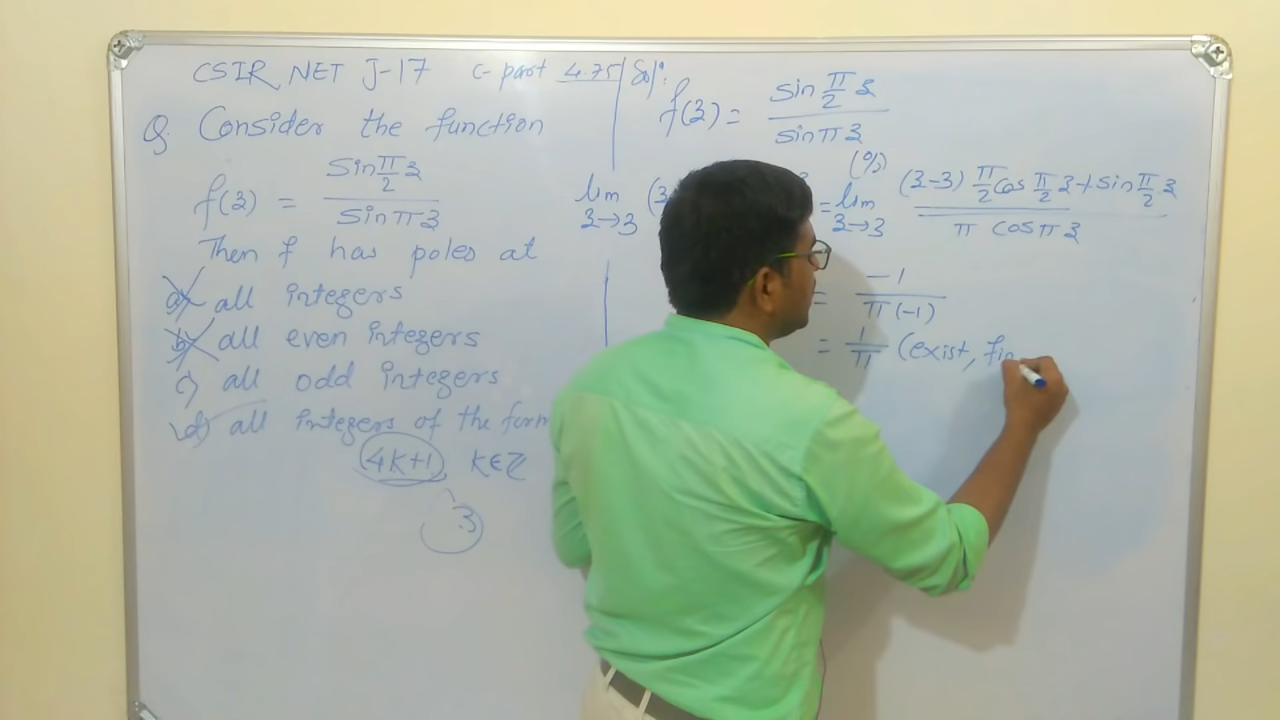 CSIR NET J-17 C-part 4.75
Q. Consider the function
f(z) = Sin π/2 z / Sin π z
Then f has poles at
a) all integers
b) all even integers
c) all odd integers
d) all integers of the form
4K+1, K∈ℤ
3
Sol:
f(z) = sin π/2 z / sin π z
(0/0)
lim z→3 (z = lim z→3 (z-3) π/2 cos π/2 z + sin π/2 z / π cos π z
= -1 / π(-1)
= 1/π (exist, fin